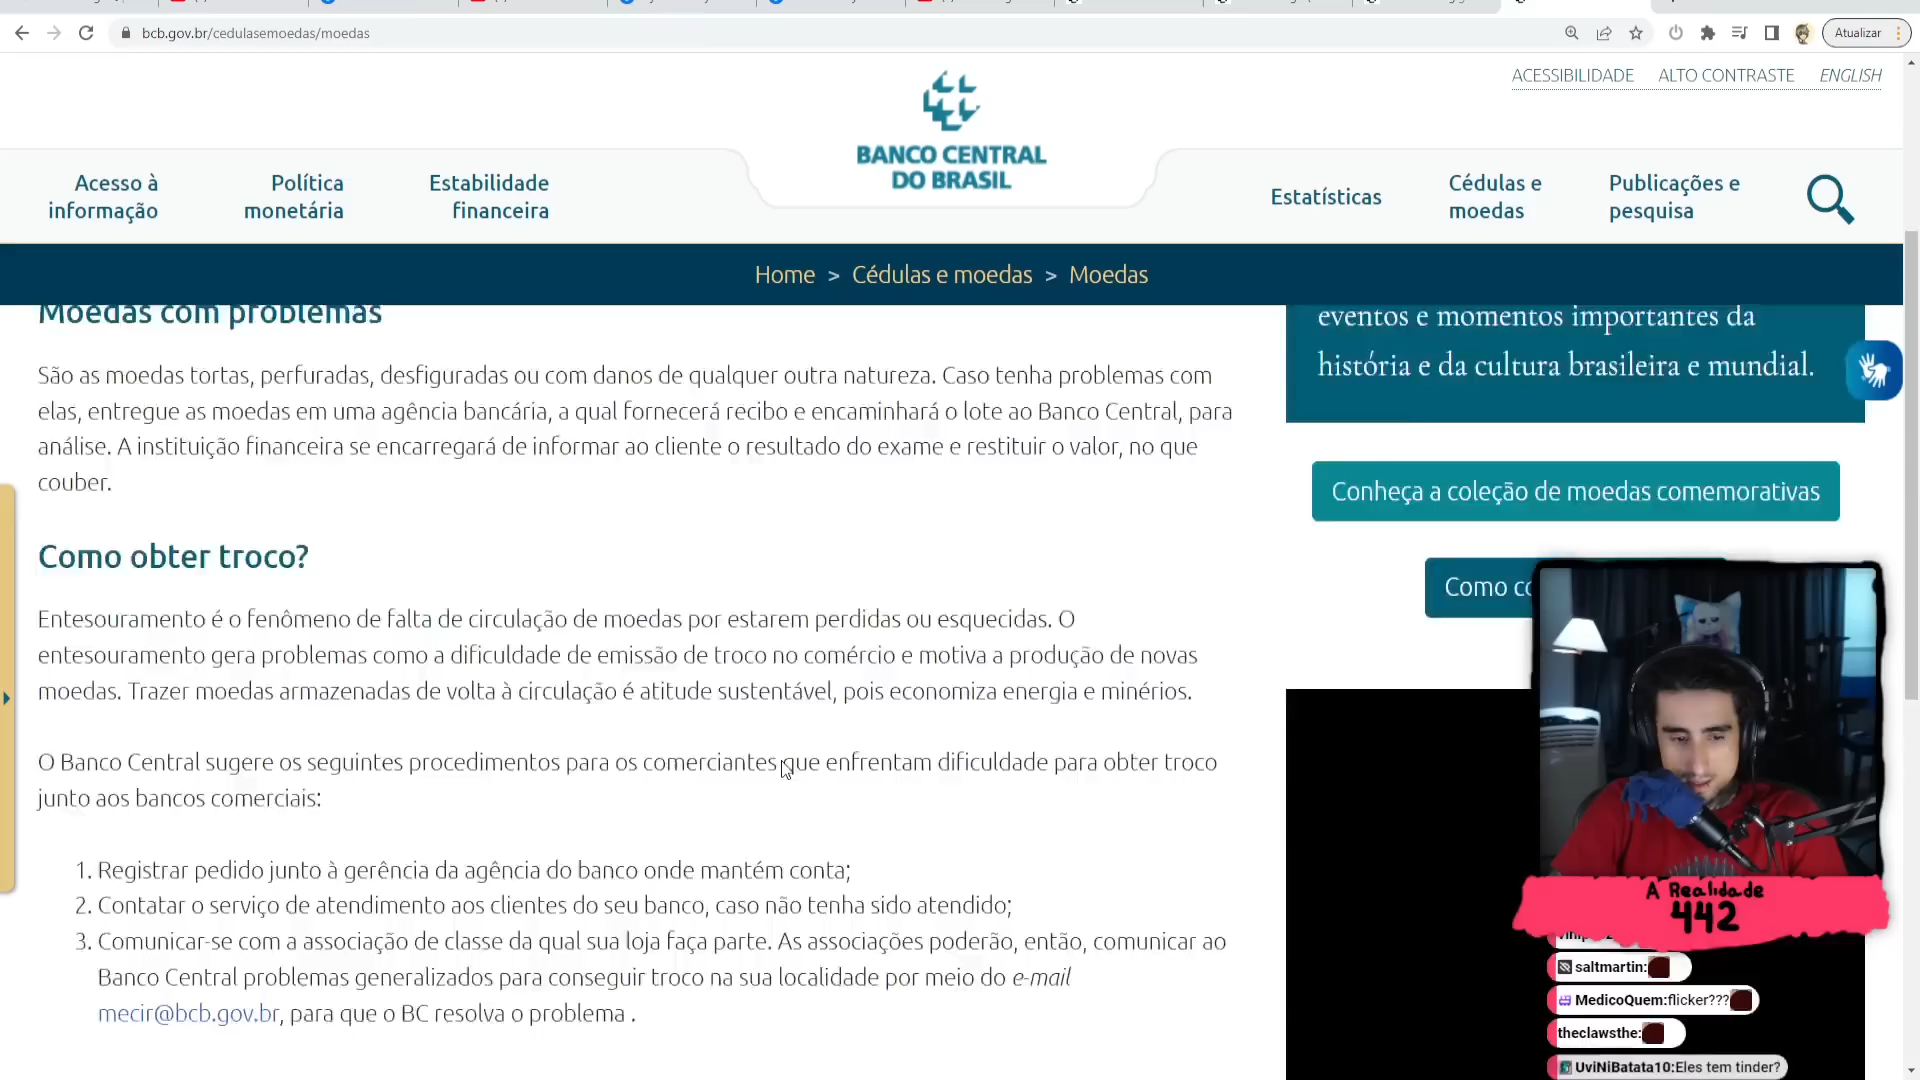 bcb.gov.br/cedulasemoedas/moedas
Atualizar
ACESSIBILIDADE
ALTO CONTRASTE
ENGLISH
BANCO CENTRAL
DO BRASIL
Acesso à
informação
Política
monetária
Estabilidade
financeira
Estatísticas
Cédulas e
moedas
Publicações e
pesquisa
Home > Cédulas e moedas > Moedas
Moedas com problemas
São as moedas tortas, perfuradas, desfiguradas ou com danos de qualquer outra natureza. Caso tenha problemas com
elas, entregue as moedas em uma agência bancária, a qual fornecerá recibo e encaminhará o lote ao Banco Central, para
análise. A instituição financeira se encarregará de informar ao cliente o resultado do exame e restituir o valor, no que
couber.
Como obter troco?
Entesouramento é o fenômeno de falta de circulação de moedas por estarem perdidas ou esquecidas. O
entesouramento gera problemas como a dificuldade de emissão de troco no comércio e motiva a produção de novas
moedas. Trazer moedas armazenadas de volta à circulação é atitude sustentável, pois economiza energia e minérios.
O Banco Central sugere os seguintes procedimentos para os comerciantes que enfrentam dificuldade para obter troco
junto aos bancos comerciais:
1. Registrar pedido junto à gerência da agência do banco onde mantém conta;
2. Contatar o serviço de atendimento aos clientes do seu banco, caso não tenha sido atendido;
3. Comunicar-se com a associação de classe da qual sua loja faça parte. As associações poderão, então, comunicar ao
Banco Central problemas generalizados para conseguir troco na sua localidade por meio do e-mail
mecir@bcb.gov.br, para que o BC resolva o problema .
eventos e momentos importantes da
história e da cultura brasileira e mundial.
Conheça a coleção de moedas comemorativas
Como
A Realidade
442
saltmartin:
MedicoQuem:flicker???
theclawsthe:
UviNiBatata10:Eles tem tinder?